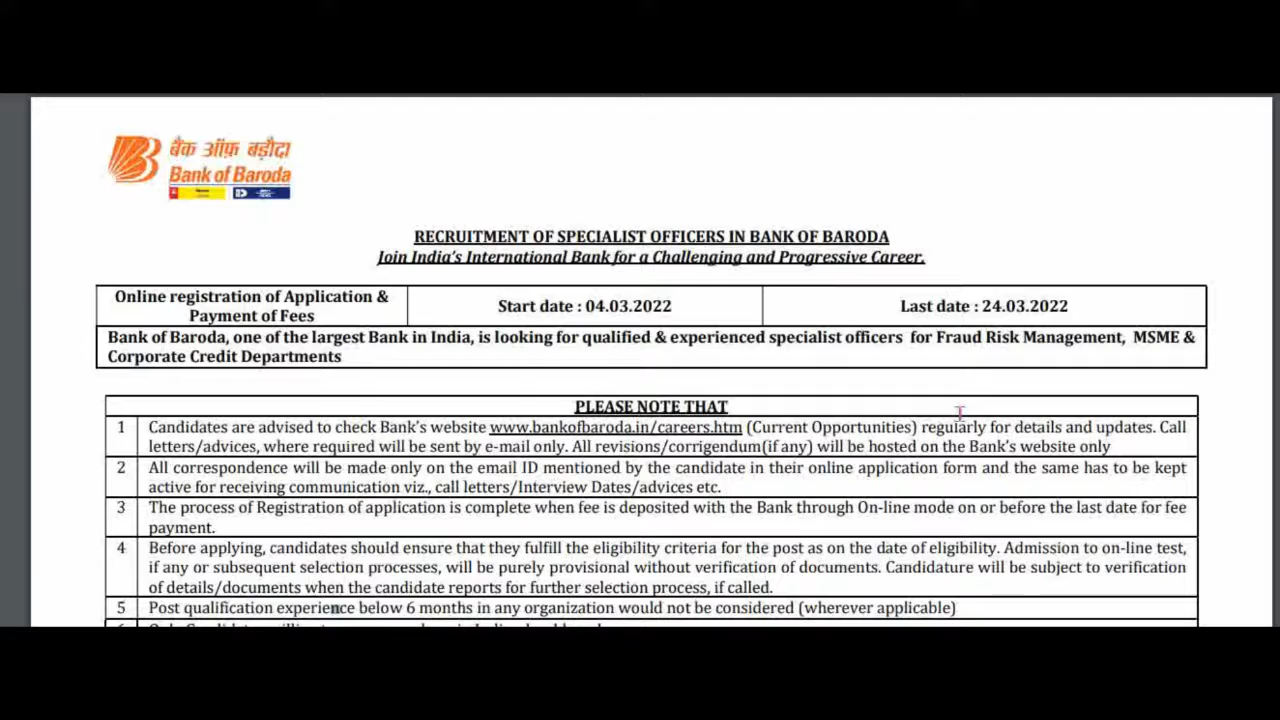 बैंक ऑफ़ बड़ौदा
Bank of Baroda
RECRUITMENT OF SPECIALIST OFFICERS IN BANK OF BARODA
Join India's International Bank for a Challenging and Progressive Career.
Online registration of Application &
Payment of Fees
Start date : 04.03.2022
Last date : 24.03.2022
Bank of Baroda, one of the largest Bank in India, is looking for qualified & experienced specialist officers for Fraud Risk Management, MSME &
Corporate Credit Departments
PLEASE NOTE THAT
1 Candidates are advised to check Bank's website www.bankofbaroda.in/careers.htm (Current Opportunities) regularly for details and updates. Call
letters/advices, where required will be sent by e-mail only. All revisions/corrigendum(if any) will be hosted on the Bank's website only
2 All correspondence will be made only on the email ID mentioned by the candidate in their online application form and the same has to be kept
active for receiving communication viz., call letters/Interview Dates/advices etc.
3 The process of Registration of application is complete when fee is deposited with the Bank through On-line mode on or before the last date for fee
payment.
4 Before applying, candidates should ensure that they fulfill the eligibility criteria for the post as on the date of eligibility. Admission to on-line test,
if any or subsequent selection processes, will be purely provisional without verification of documents. Candidature will be subject to verification
of details/documents when the candidate reports for further selection process, if called.
5 Post qualification experience below 6 months in any organization would not be considered (wherever applicable)